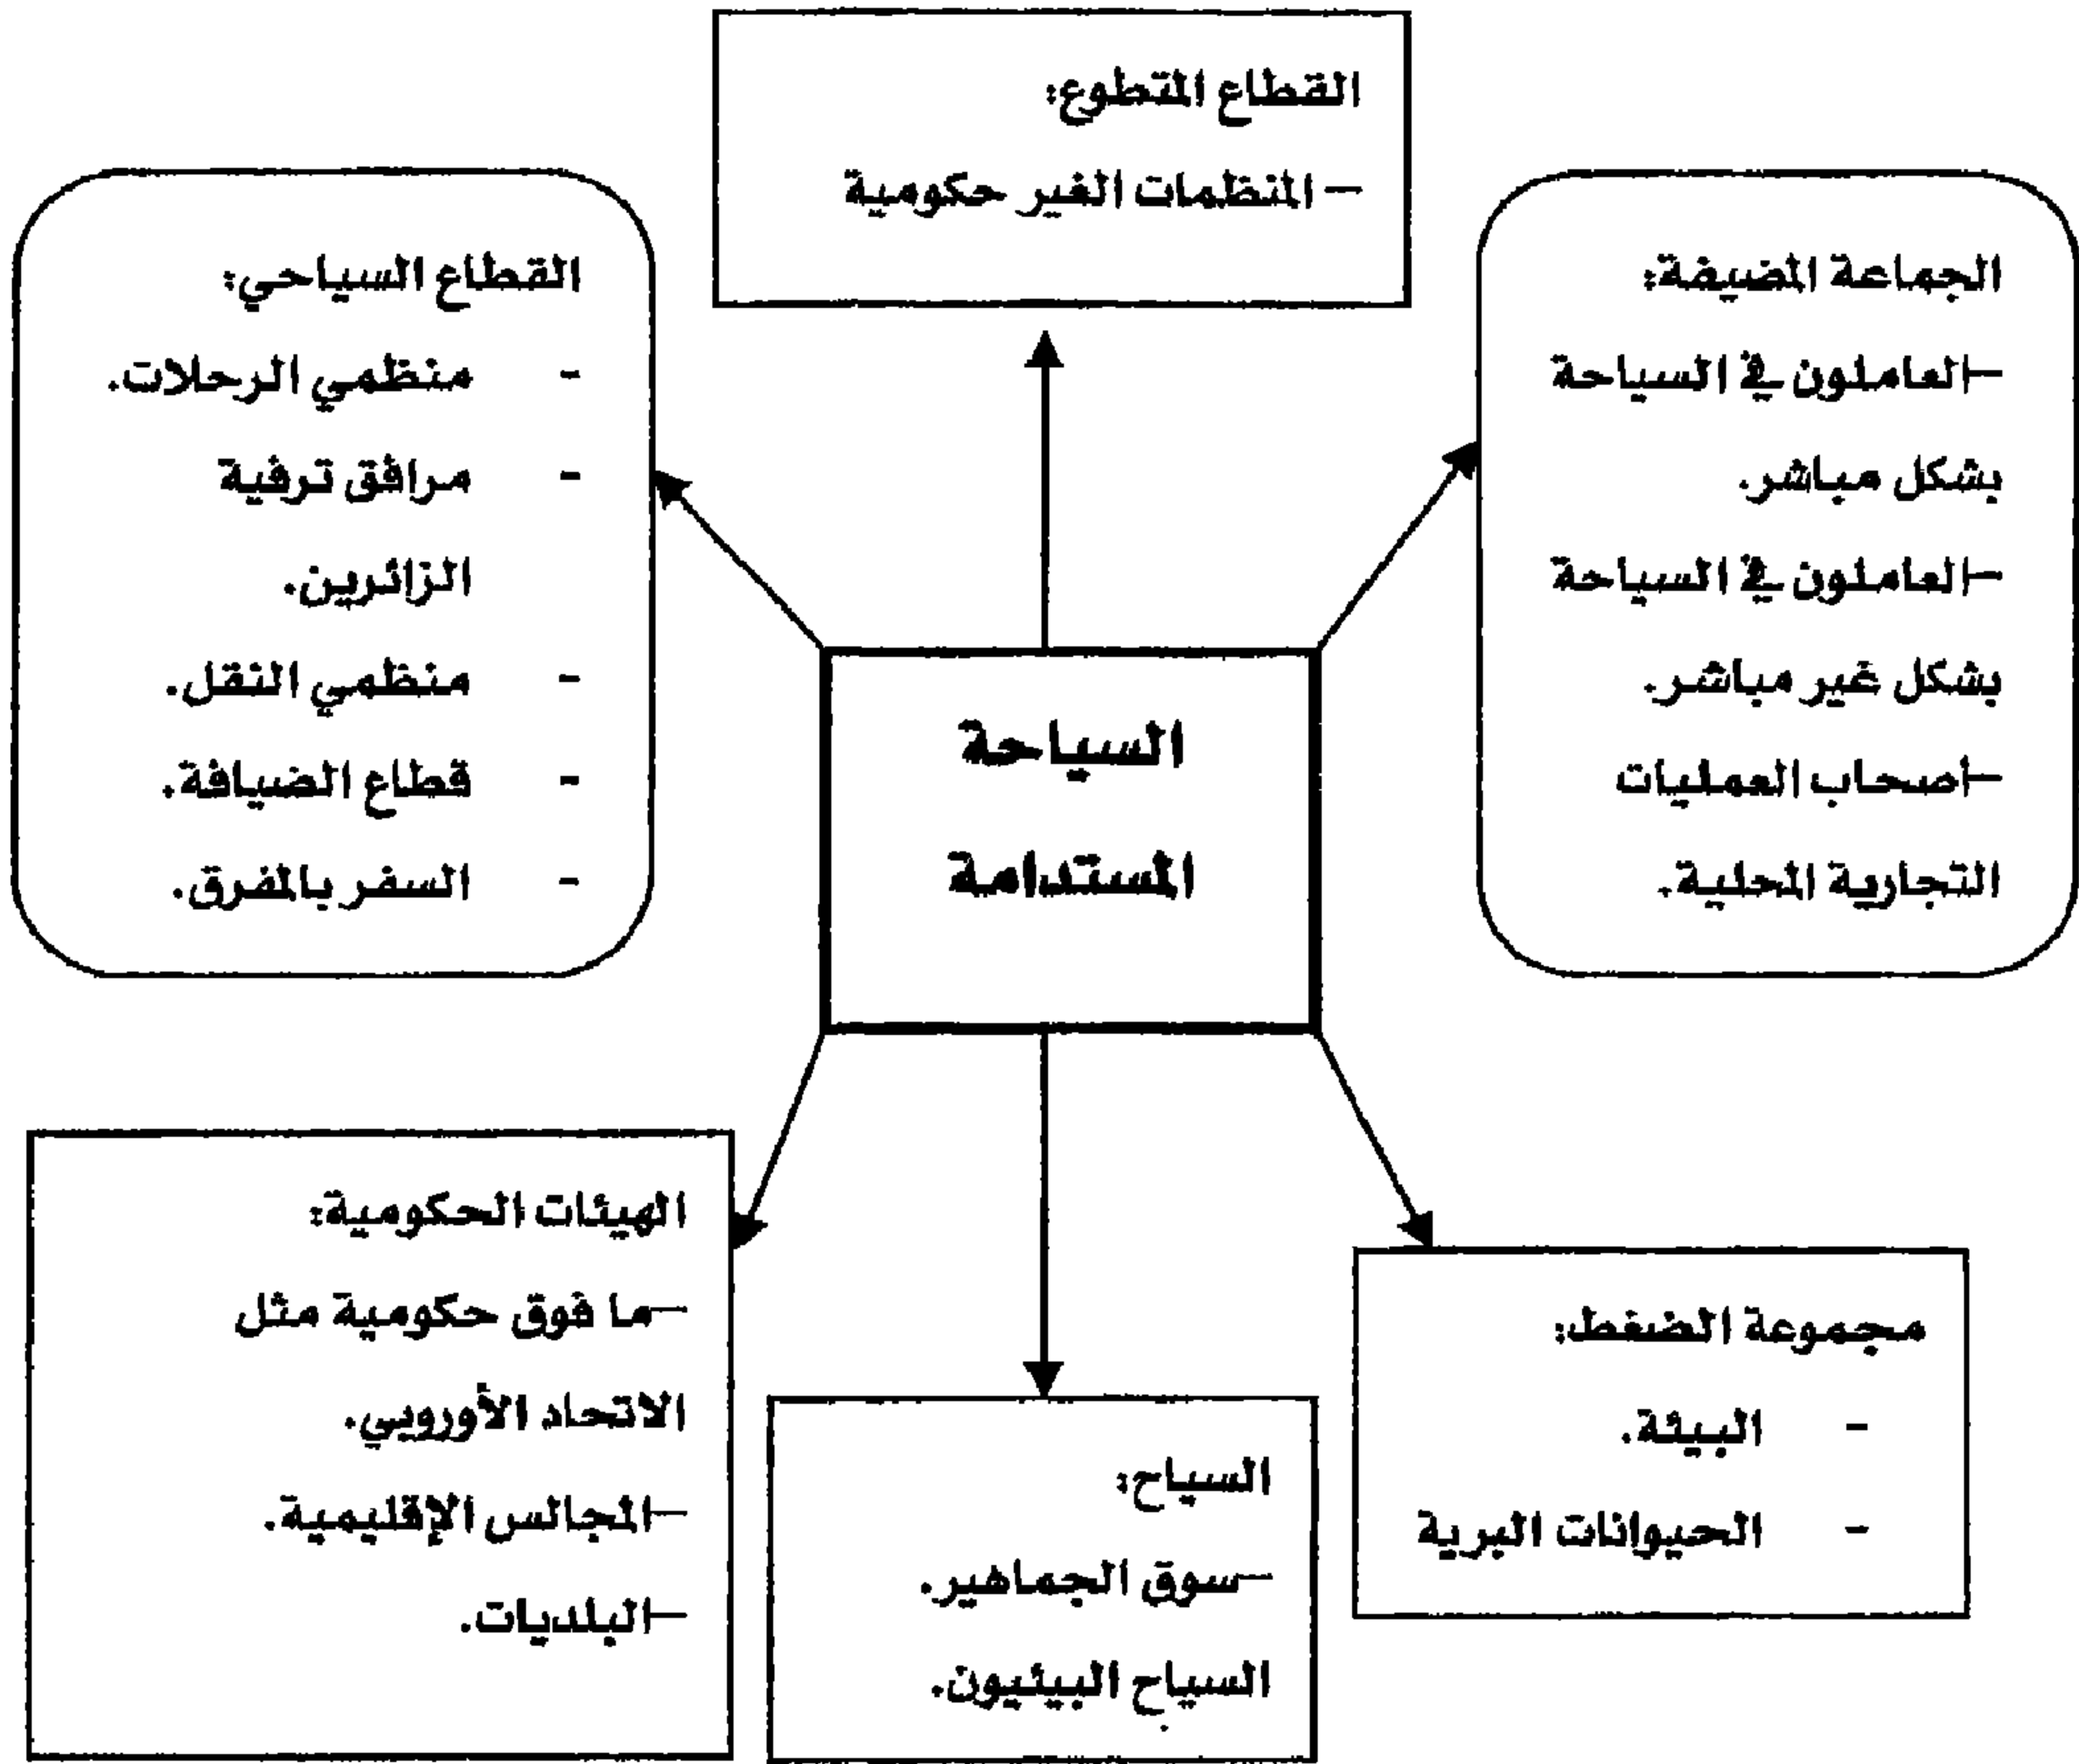 القطاع المتطوع:
– المنظمات الغير حكومية
الجماعة المضيفة:
–العاملون في السياحة
بشكل مباشر.
–العاملون في السياحة
بشكل غير مباشر.
–اصحاب العمليات
التجارية المحلية.
القطاع السياحي:
- منظمي الرحلات.
- مرافق ترفية
الزائرين.
- منظمي النقل.
- قطاع الضيافة.
- السفر بالمفرق.
السياحة
المستدامة
مجموعة الضغط:
- البيئة.
- الحيوانات البرية
السياح:
–سوق الجماهير.
السياح البيئيون.
الهيئات الحكومية:
–ما فوق حكومية مثل
الاتحاد الأوروبي.
–المجالس الإقليمية.
–البلديات.